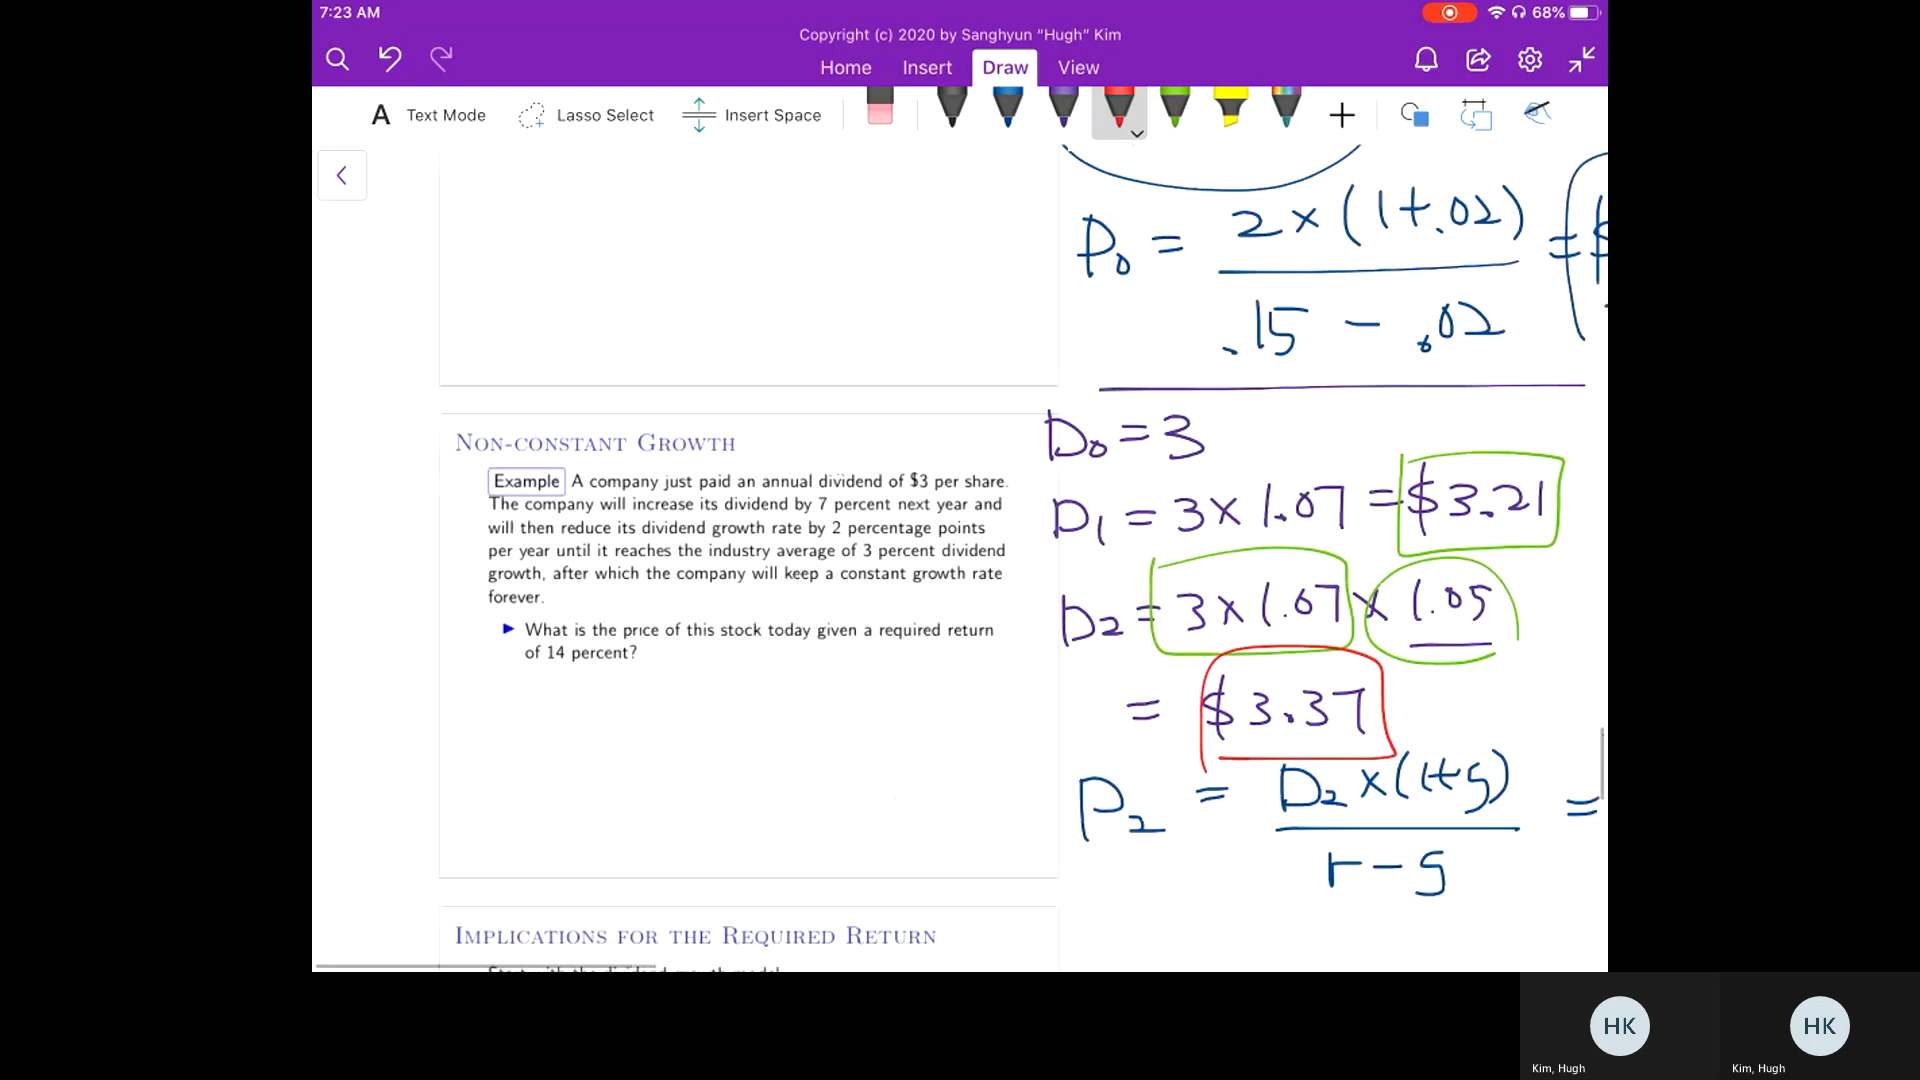 7:23 AM
68%
Copyright (c) 2020 by Sanghyun “Hugh” Kim
Home Insert Draw View
A Text Mode Lasso Select Insert Space
P0 = 2 × (1+.02) = $
.15 - .02
NON-CONSTANT GROWTH
Example A company just paid an annual dividend of $3 per share.
The company will increase its dividend by 7 percent next year and
will then reduce its dividend growth rate by 2 percentage points
per year until it reaches the industry average of 3 percent dividend
growth, after which the company will keep a constant growth rate
forever.
▶ What is the price of this stock today given a required return
of 14 percent?
D0 = 3
D1 = 3 × 1.07 = $3.21
D2 = 3 × 1.07 × 1.05
= $3.37
P2 = D2 × (1+g) =
r - g
IMPLICATIONS FOR THE REQUIRED RETURN
HK
Kim, Hugh
HK
Kim, Hugh